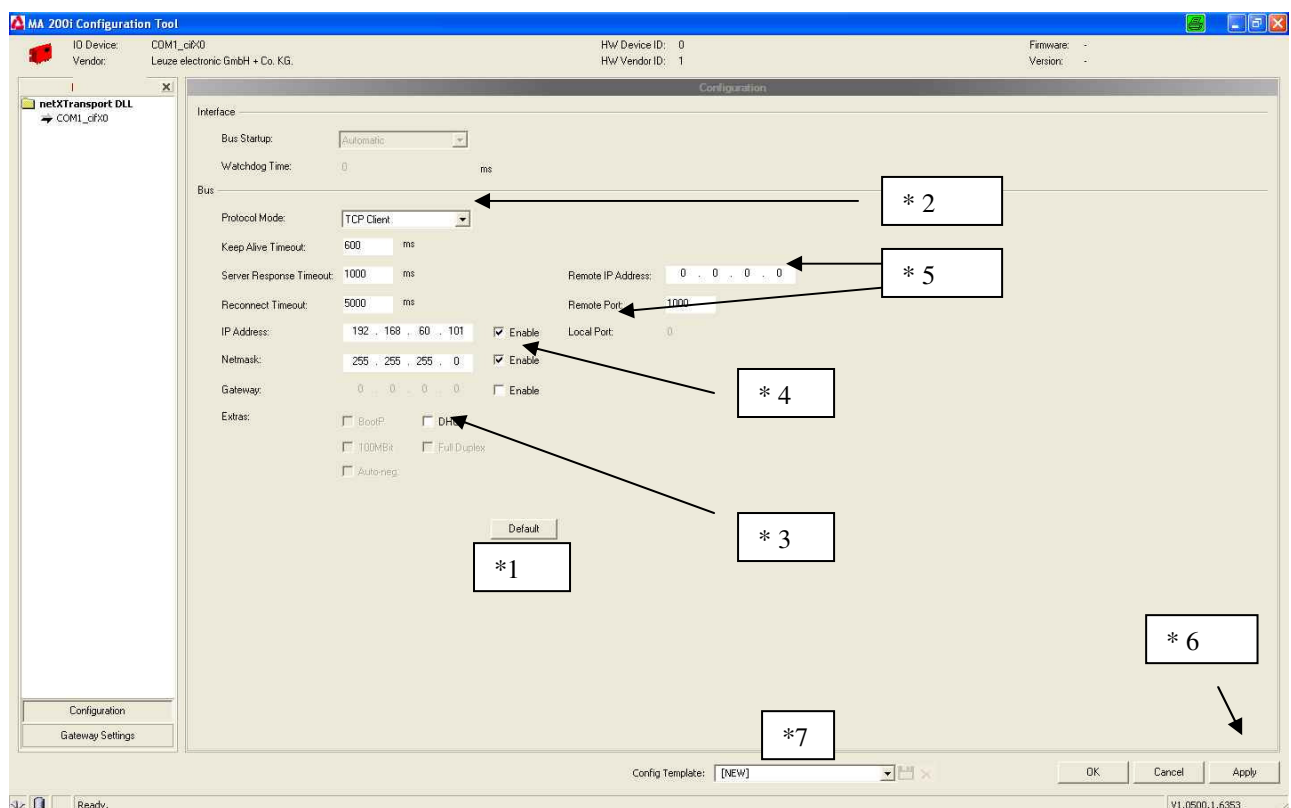 MA 200i Configuration Tool
IO Device: COM1_cifX0 HW Device ID: 0 Firmware: -
Vendor: Leuze electronic GmbH + Co. KG. HW Vendor ID: 1 Version: -
Configuration
netXTransport DLL
COM1_cifX0
Interface
Bus Startup: Automatic
Watchdog Time: 0 ms
Bus
* 2
Protocol Mode: TCP Client
Keep Alive Timeout: 600 ms
Server Response Timeout: 1000 ms Remote IP Address: 0 . 0 . 0 . 0
* 5
Reconnect Timeout: 5000 ms Remote Port: 1000
IP Address: 192 . 168 . 60 . 101 Enable Local Port: 0
Netmask: 255 . 255 . 255 . 0 Enable
Gateway: 0 . 0 . 0 . 0 Enable
* 4
Extras: BootP
100MBit Full Duplex
Auto-neg.
Default
* 3
*1
* 6
Configuration
Gateway Settings
*7
Config Template: [NEW] OK Cancel Apply
Ready. V1.0500.1.6353